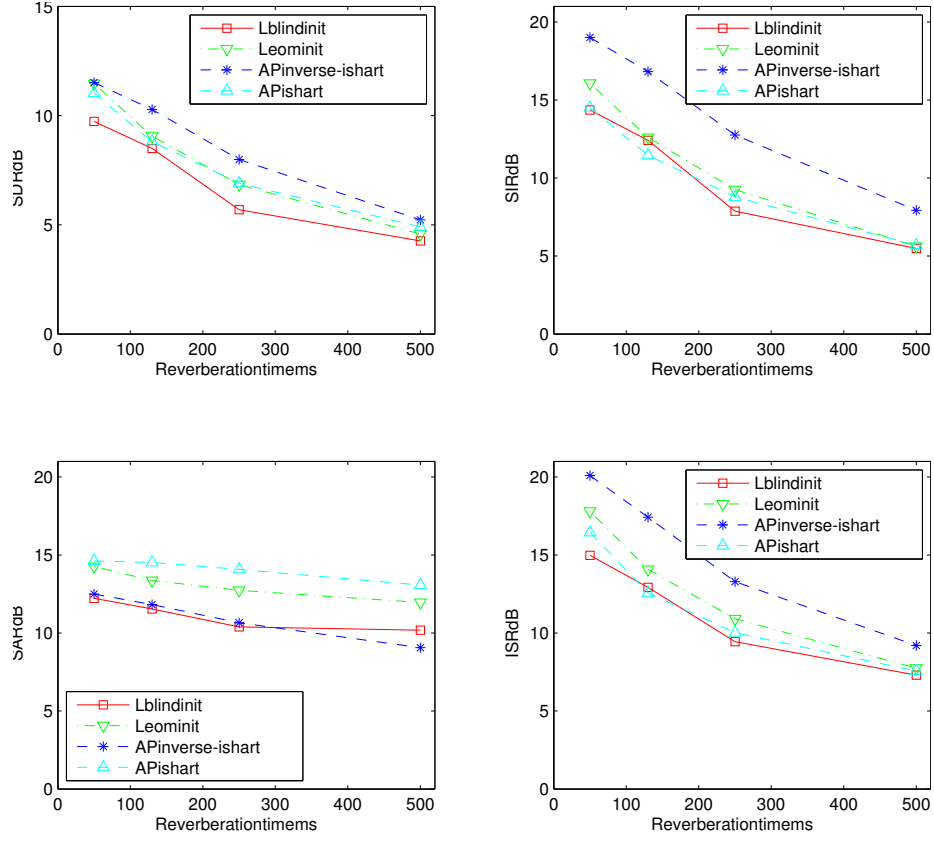 15
10
5
0
SDRdB
Lblindinit
Leominit
APinverse-ishart
APishart
0 100 200 300 400 500
Reverberationtimems
20
15
10
5
0
SIRdB
Lblindinit
Leominit
APinverse-ishart
APishart
0 100 200 300 400 500
Reverberationtimems
20
15
10
5
0
SARdB
Lblindinit
Leominit
APinverse-ishart
APishart
0 100 200 300 400 500
Reverberationtimems
20
15
10
5
0
ISRdB
Lblindinit
Leominit
APinverse-ishart
APishart
0 100 200 300 400 500
Reverberationtimems